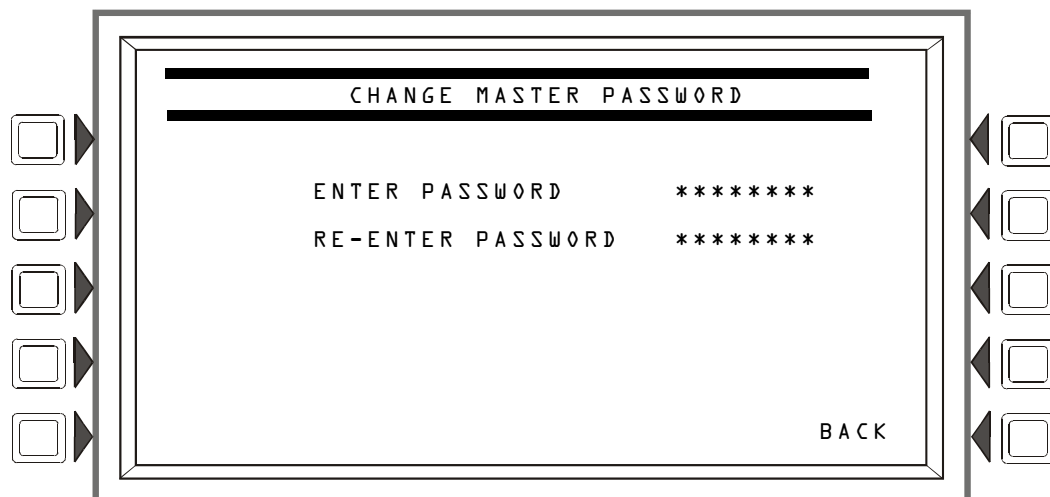 CHANGE MASTER PASSWORD
ENTER PASSWORD ********
RE-ENTER PASSWORD ********
BACK